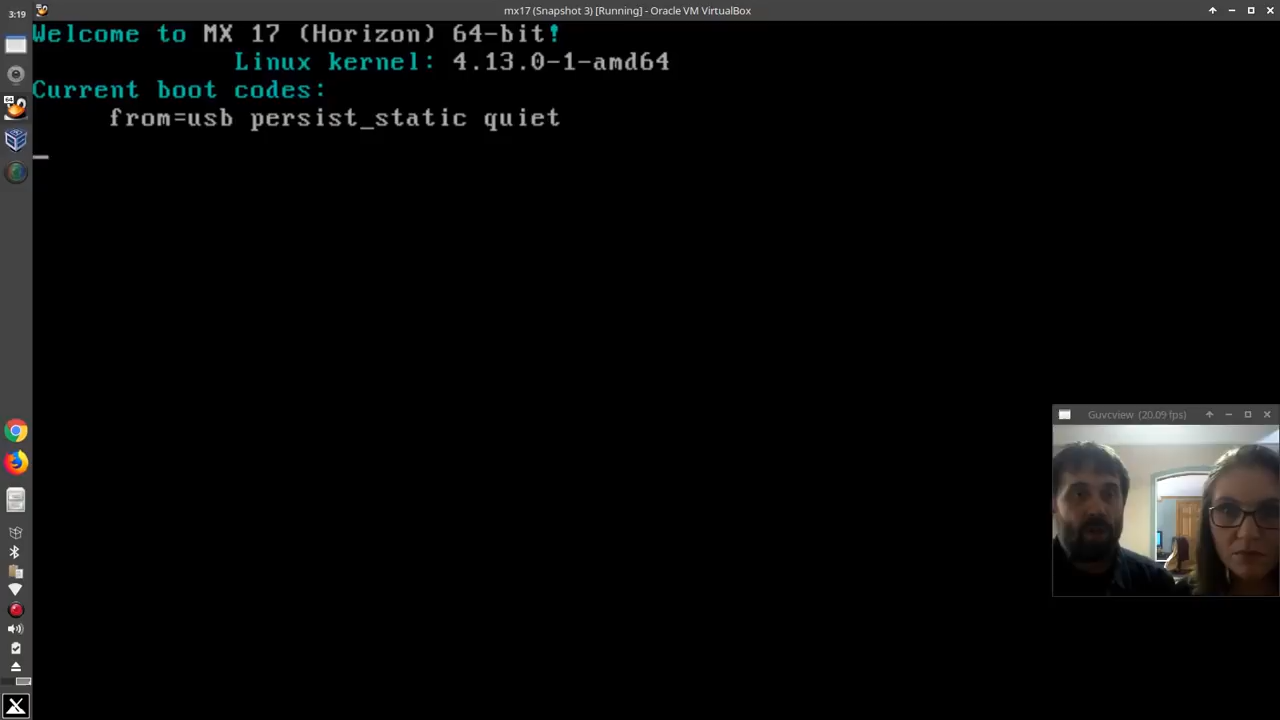 3:19
mx17 (Snapshot 3) [Running] - Oracle VM VirtualBox
Welcome to MX 17 (Horizon) 64-bit!
Linux kernel: 4.13.0-1-amd64
Current boot codes:
from=usb persist_static quiet
Guvcview (20.09 fps)